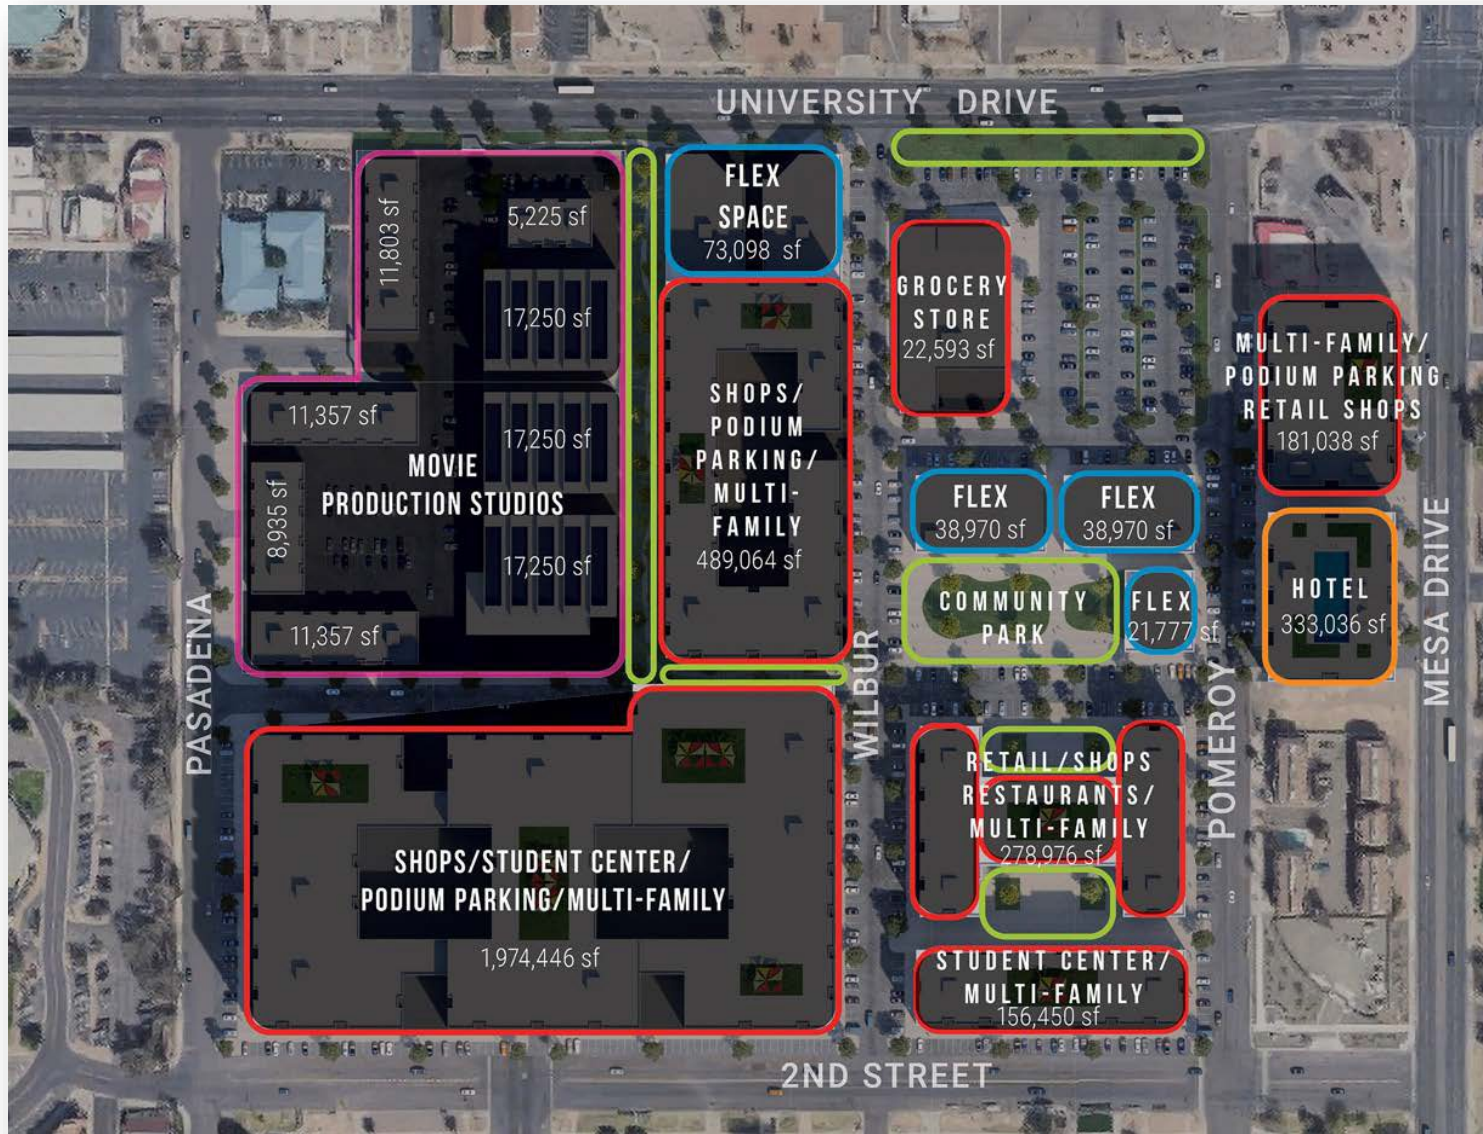 UNIVERSITY DRIVE
FLEX
SPACE
73,098 sf
11,803 sf
5,225 sf
17,250 sf
11,357 sf
17,250 sf
MOVIE
PRODUCTION STUDIOS
8,935 sf
17,250 sf
11,357 sf
SHOPS/
PODIUM
PARKING/
MULTI-
FAMILY
489,064 sf
GROCERY
STORE
22,593 sf
MULTI-FAMILY/
PODIUM PARKING
RETAIL SHOPS
181,038 sf
FLEX
38,970 sf
FLEX
38,970 sf
COMMUNITY
PARK
FLEX
21,777 sf
HOTEL
333,036 sf
PASADENA
WILBUR
POMEROY
MESA DRIVE
SHOPS/STUDENT CENTER/
PODIUM PARKING/MULTI-FAMILY
1,974,446 sf
RETAIL/SHOPS
RESTAURANTS/
MULTI-FAMILY
278,976 sf
STUDENT CENTER/
MULTI-FAMILY
156,450 sf
2ND STREET